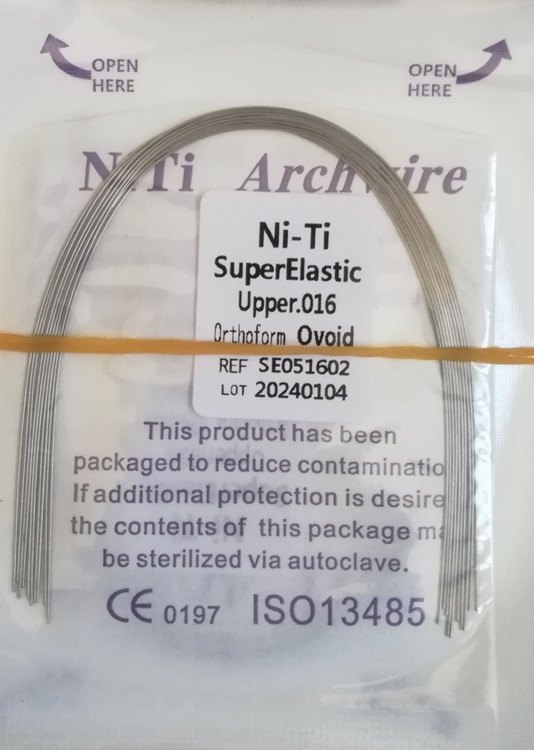 OPEN
HERE
OPEN
HERE
NiTi Archwire
Ni-Ti
SuperElastic
Upper.016
Orthoform Ovoid
REF SE051602
LOT 20240104
This product has been
packaged to reduce contaminatio
If additional protection is desire
the contents of this package ma
be sterilized via autoclave.
CE 0197 ISO13485